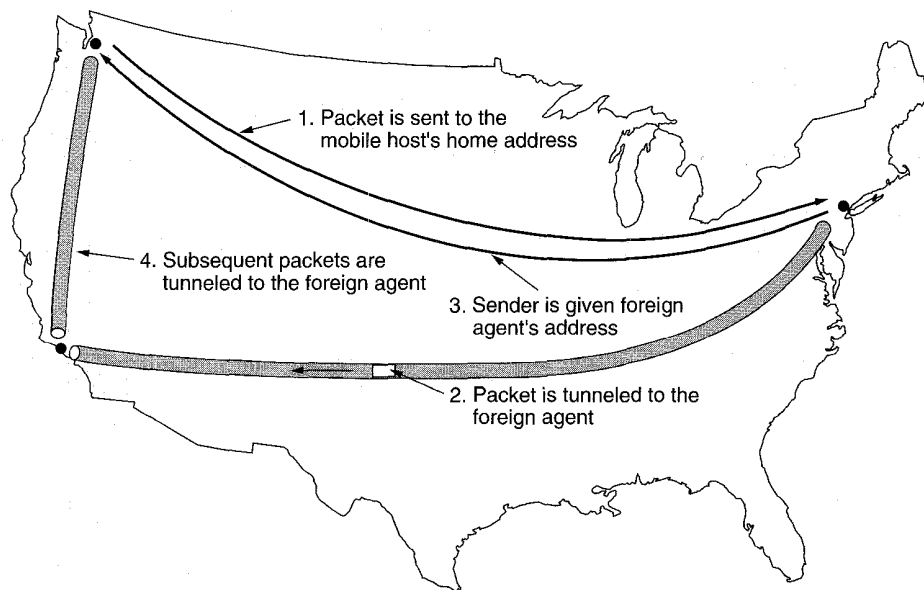 1. Packet is sent to the
mobile host's home address
4. Subsequent packets are
tunneled to the foreign agent
3. Sender is given foreign
agent's address
2. Packet is tunneled to the
foreign agent